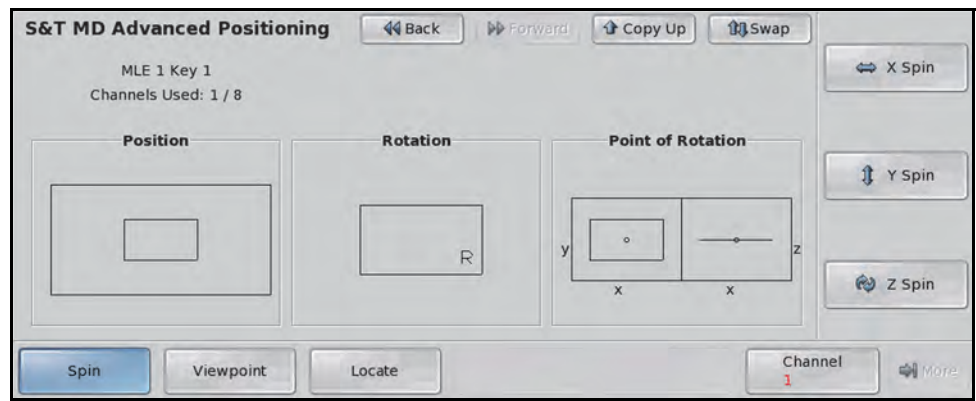 S&T MD Advanced Positioning Back Forward Copy Up Swap
MLE 1 Key 1
Channels Used: 1 / 8
X Spin
Position Rotation Point of Rotation
Y Spin
R
y z
x x
Z Spin
Spin Viewpoint Locate Channel
1
More